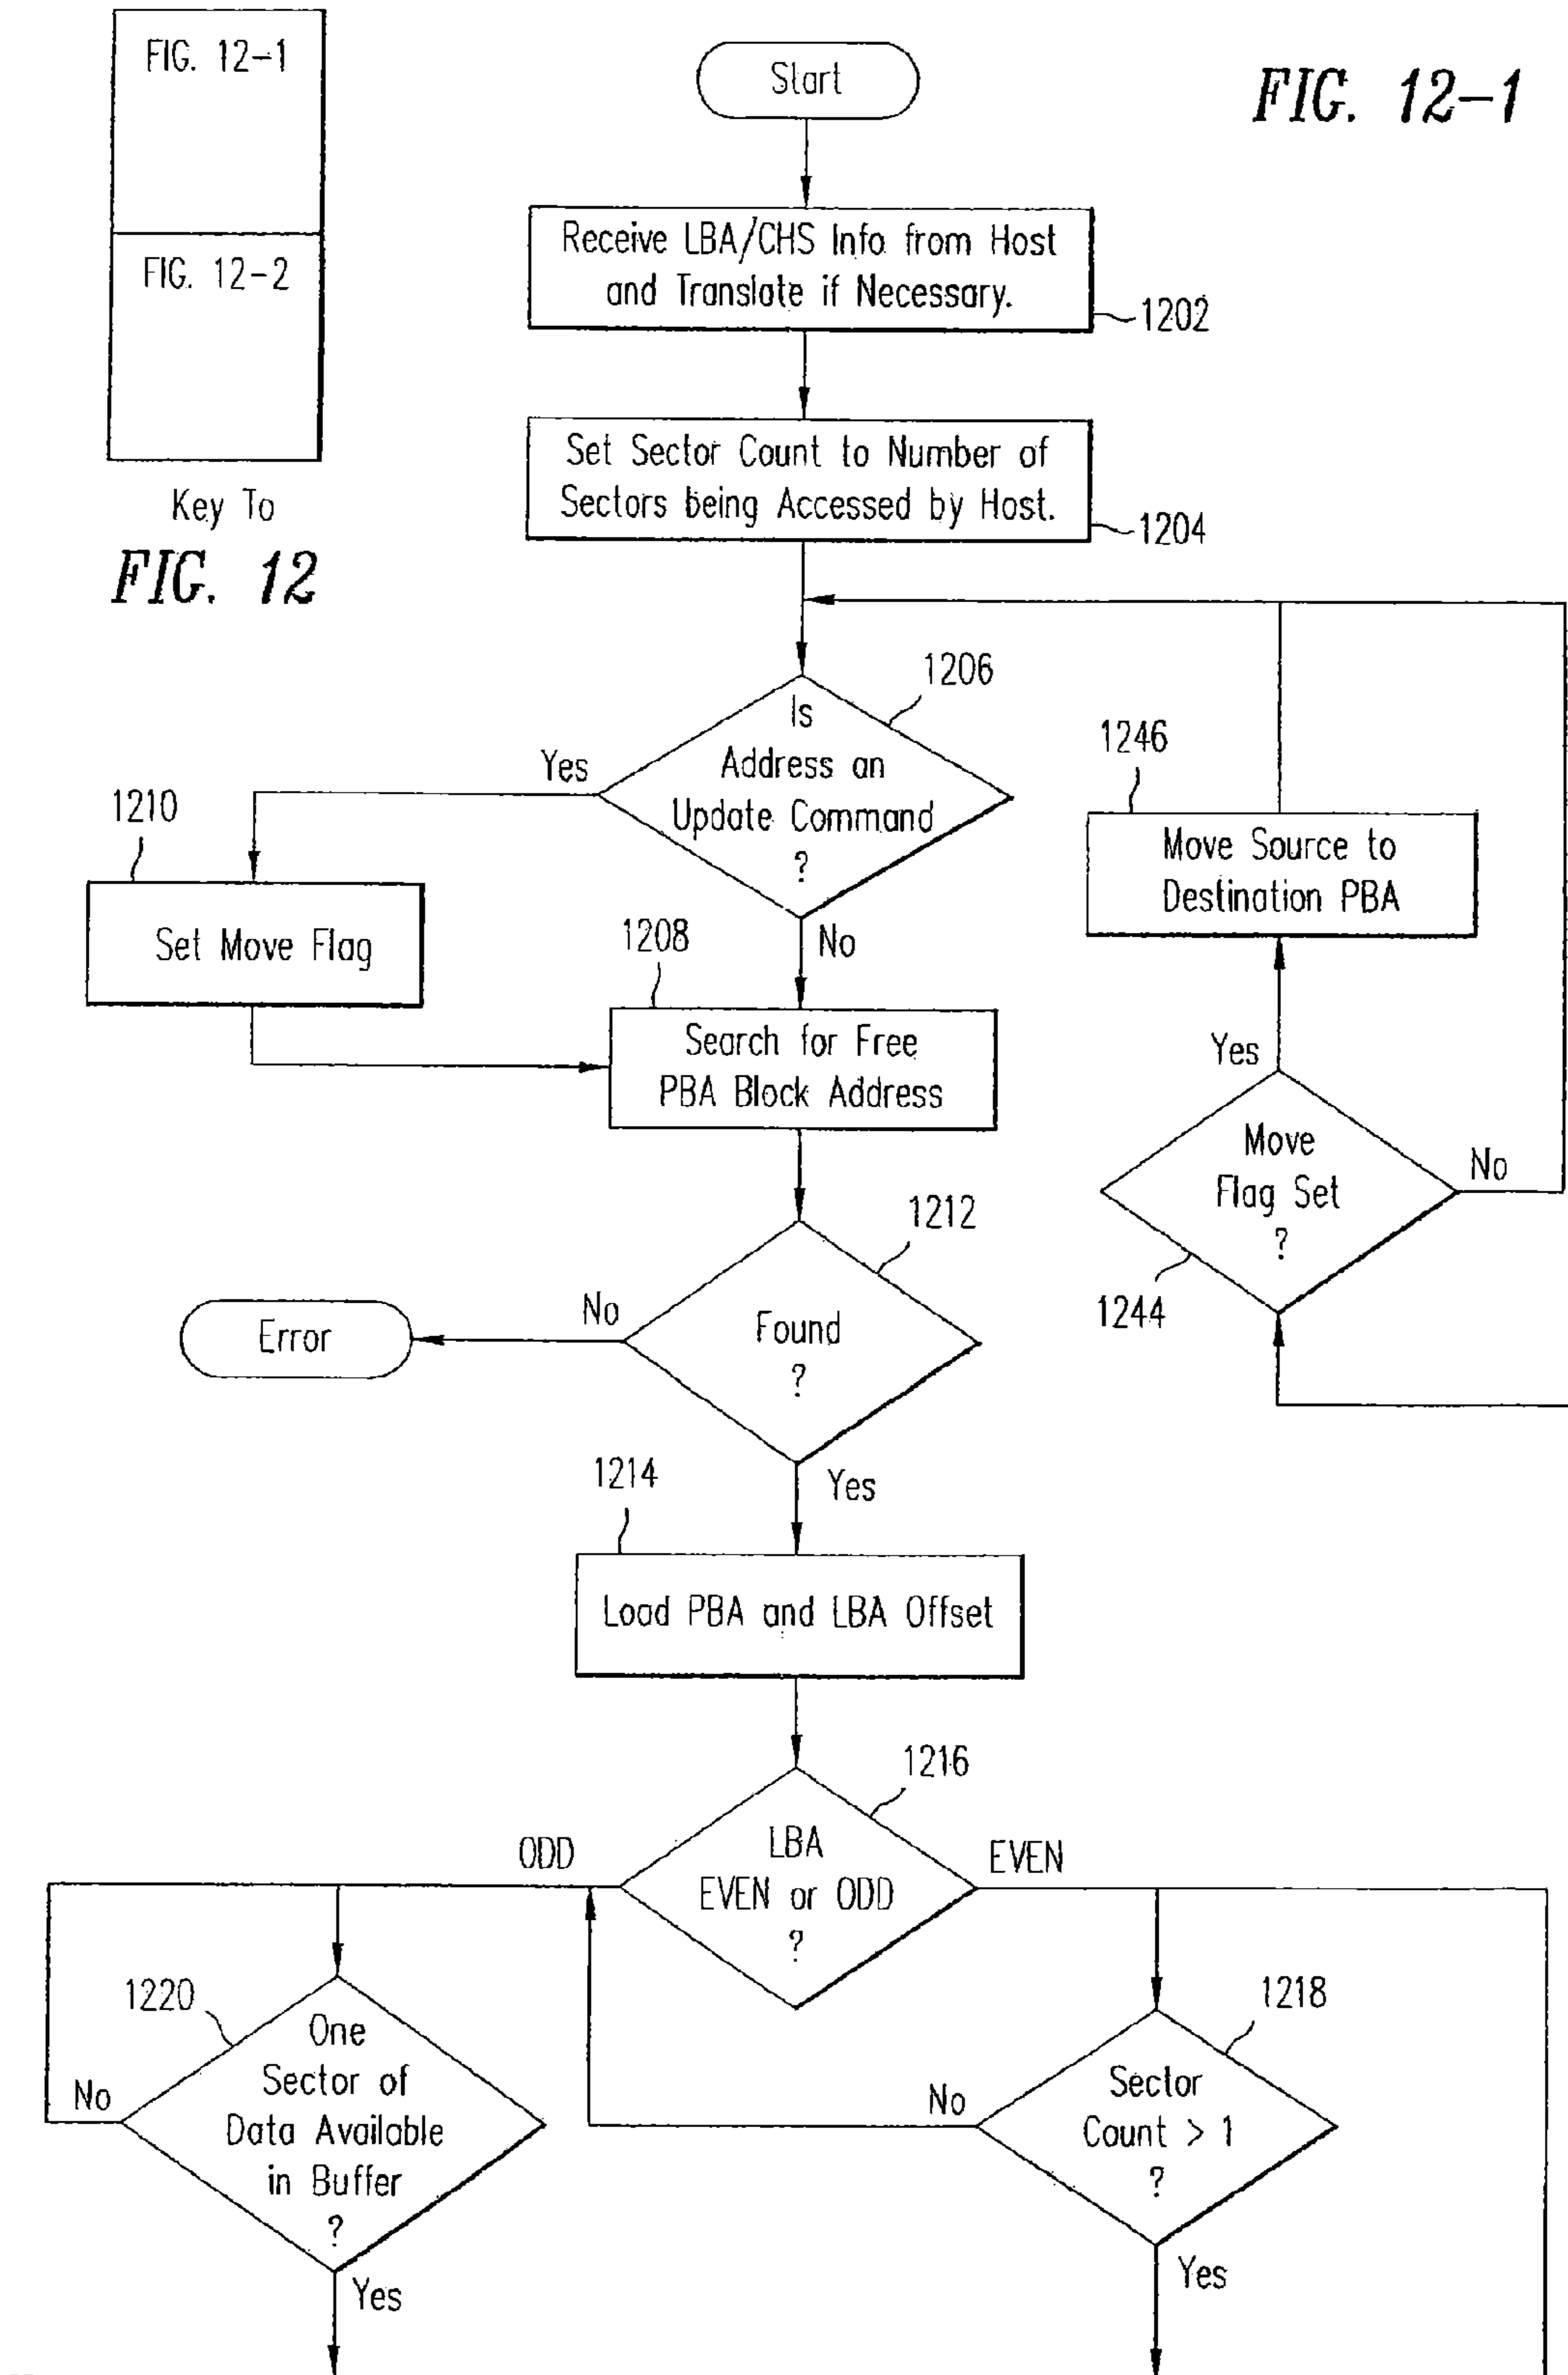 FIG. 12-1
FIG. 12-2
Key To
FIG. 12
FIG. 12-1
Start
Receive LBA/CHS Info from Host
and Translate if Necessary.
1202
Set Sector Count to Number of
Sectors being Accessed by Host.
1204
1206
Is
Address an
Update Command
?
Yes
No
1210
Set Move Flag
1208
Search for Free
PBA Block Address
1246
Move Source to
Destination PBA
Yes
Move
Flag Set
?
No
1244
1212
Found
?
No
Error
Yes
1214
Load PBA and LBA Offset
1216
LBA
EVEN or ODD
?
ODD
EVEN
1220
One
Sector of
Data Available
in Buffer
?
No
Yes
1218
Sector
Count > 1
?
No
Yes